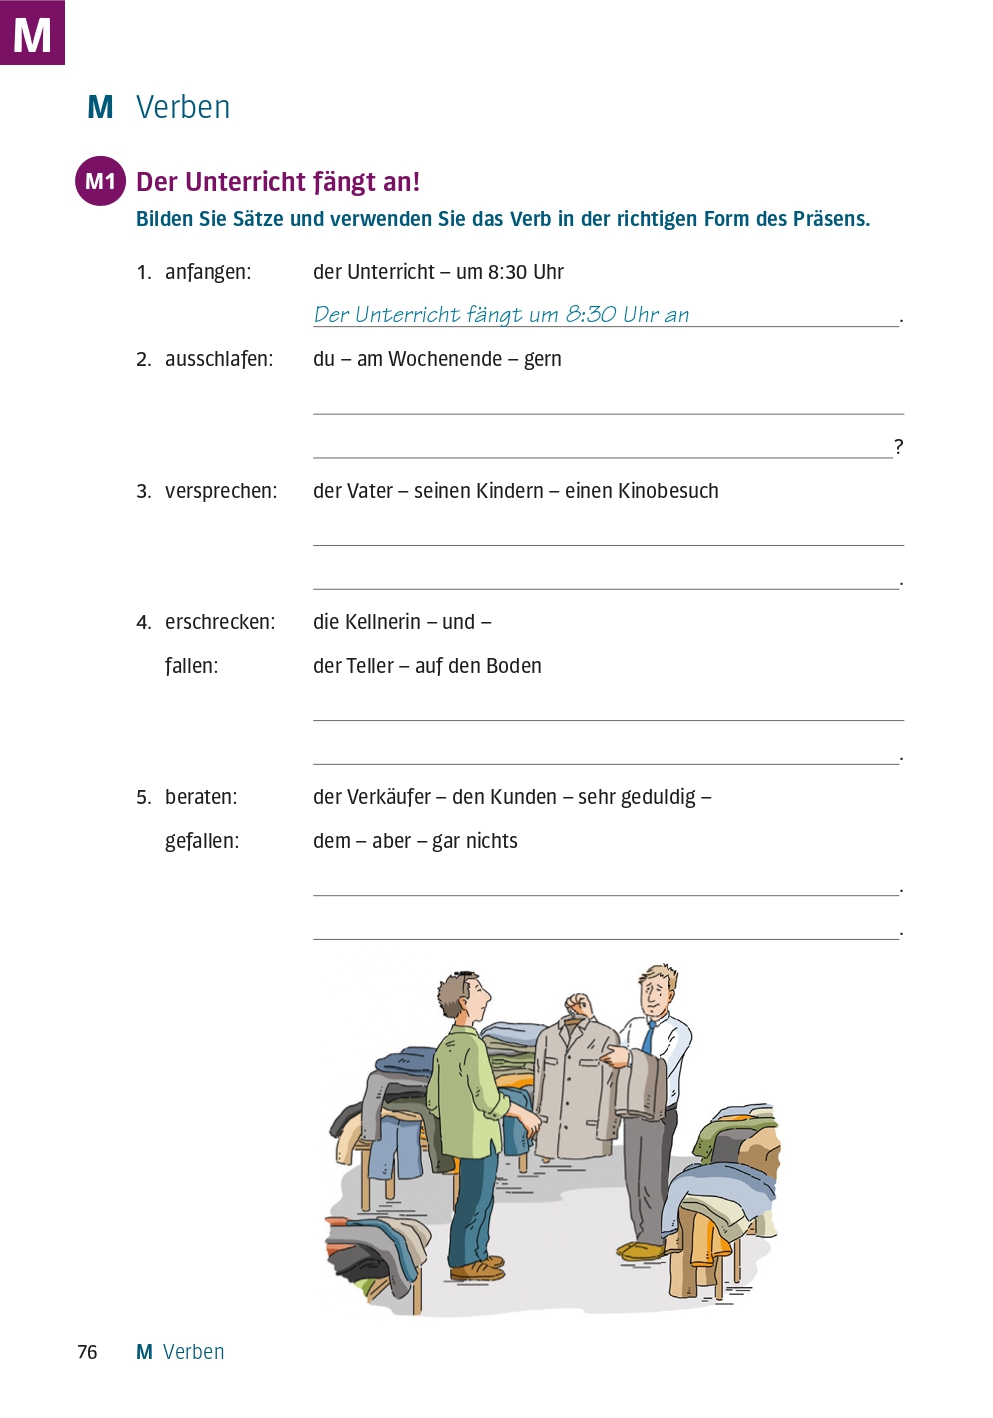 M
M Verben
M1 Der Unterricht fängt an!
Bilden Sie Sätze und verwenden Sie das Verb in der richtigen Form des Präsens.
1. anfangen: der Unterricht – um 8:30 Uhr
Der Unterricht fängt um 8:30 Uhr an .
2. ausschlafen: du – am Wochenende – gern
?
3. versprechen: der Vater – seinen Kindern – einen Kinobesuch
.
4. erschrecken: die Kellnerin – und –
fallen: der Teller – auf den Boden
.
5. beraten: der Verkäufer – den Kunden – sehr geduldig –
gefallen: dem – aber – gar nichts
.
.
76 M Verben